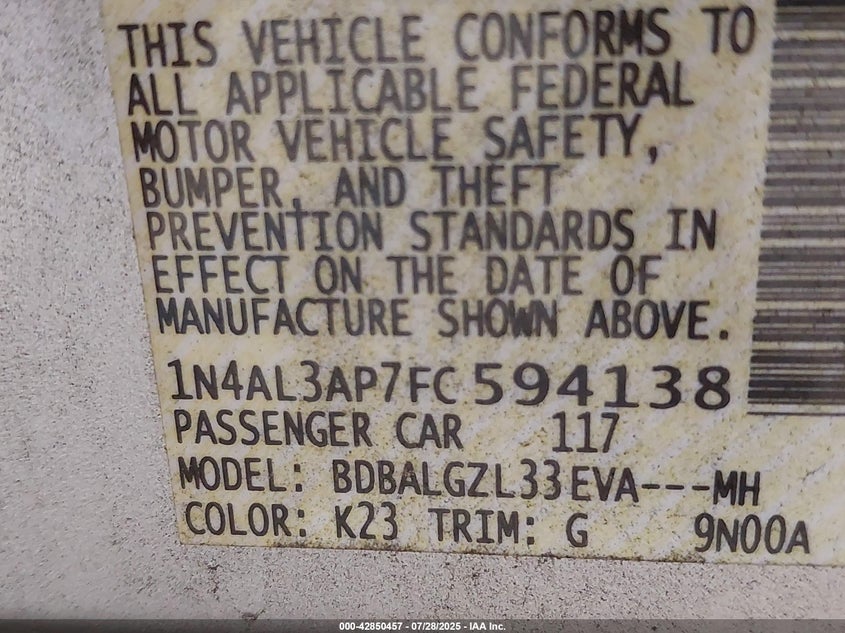 THIS VEHICLE CONFORMS TO
ALL APPLICABLE FEDERAL
MOTOR VEHICLE SAFETY,
BUMPER, AND THEFT
PREVENTION STANDARDS IN
EFFECT ON THE DATE OF
MANUFACTURE SHOWN ABOVE.
1N4AL3AP7FC594138
PASSENGER CAR 117
MODEL: BDBALGZL33EVA---MH
COLOR: K23 TRIM: G 9N00A
000-42850457 - 07/28/2025 - IAA Inc.